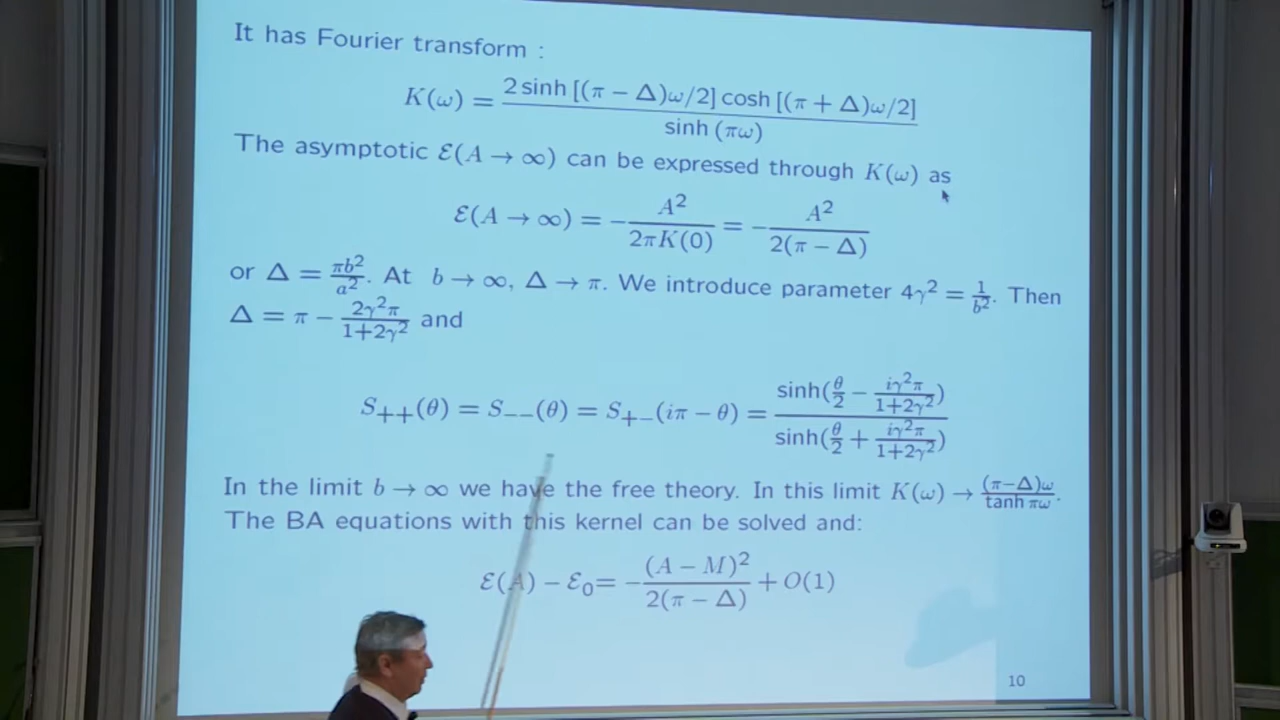 It has Fourier transform :
K(ω) = 2 sinh [(π − Δ)ω/2] cosh [(π + Δ)ω/2] / sinh (πω)
The asymptotic ℰ(A → ∞) can be expressed through K(ω) as
ℰ(A → ∞) = − A² / 2πK(0) = − A² / 2(π − Δ)
or Δ = πb²/a². At b → ∞, Δ → π. We introduce parameter 4γ² = 1/b². Then
Δ = π − 2γ²π/1+2γ² and
S₊₊(θ) = S₋₋(θ) = S₊₋(iπ − θ) = sinh(θ/2 − iγ²π/1+2γ²) / sinh(θ/2 + iγ²π/1+2γ²)
In the limit b → ∞ we have the free theory. In this limit K(ω) → (π−Δ)ω/tanh πω.
The BA equations with this kernel can be solved and:
ℰ(A) − ℰ₀= − (A − M)² / 2(π − Δ) + O(1)
10